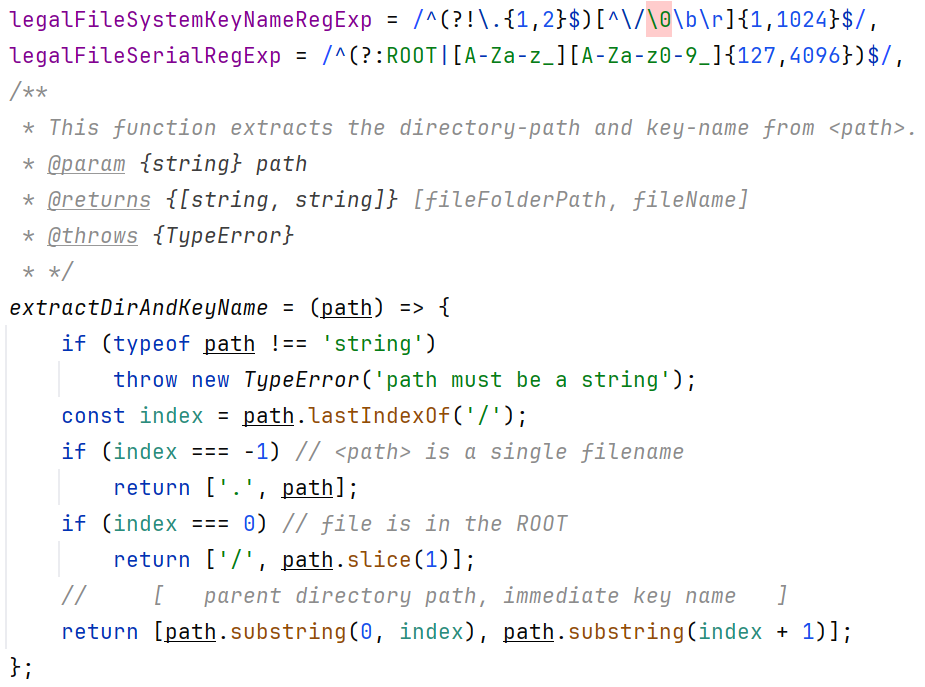 legalFileSystemKeyNameRegExp = /^(?!\.{1,2}$)[^\/\0\b\r]{1,1024}$/,
legalFileSerialRegExp = /^(?:ROOT|[A-Za-z_][A-Za-z0-9_]{127,4096})$/,
/**
 * This function extracts the directory-path and key-name from <path>.
 * @param {string} path
 * @returns {[string, string]} [fileFolderPath, fileName]
 * @throws {TypeError}
 * */
extractDirAndKeyName = (path) => {
    if (typeof path !== 'string')
        throw new TypeError('path must be a string');
    const index = path.lastIndexOf('/');
    if (index === -1) // <path> is a single filename
        return ['.', path];
    if (index === 0) // file is in the ROOT
        return ['/', path.slice(1)];
    //     [   parent directory path, immediate key name   ]
    return [path.substring(0, index), path.substring(index + 1)];
};